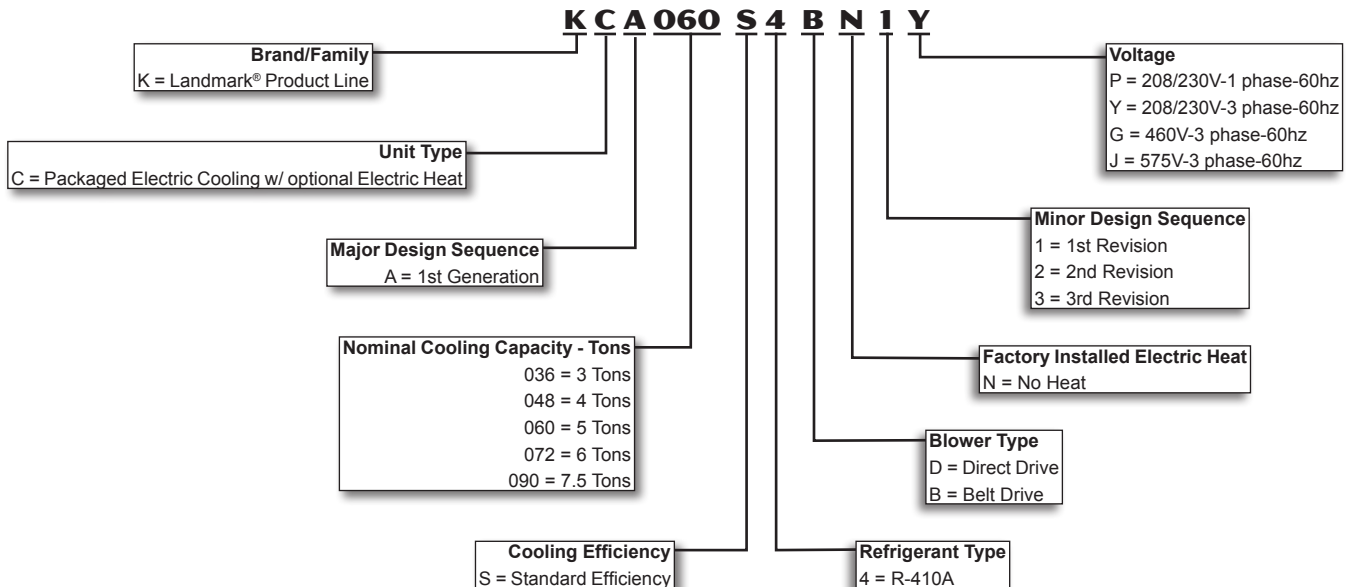 K C A 060 S 4 B N 1 Y
Brand/Family
K = Landmark® Product Line
Unit Type
C = Packaged Electric Cooling w/ optional Electric Heat
Major Design Sequence
A = 1st Generation
Nominal Cooling Capacity - Tons
036 = 3 Tons
048 = 4 Tons
060 = 5 Tons
072 = 6 Tons
090 = 7.5 Tons
Cooling Efficiency
S = Standard Efficiency
Voltage
P = 208/230V-1 phase-60hz
Y = 208/230V-3 phase-60hz
G = 460V-3 phase-60hz
J = 575V-3 phase-60hz
Minor Design Sequence
1 = 1st Revision
2 = 2nd Revision
3 = 3rd Revision
Factory Installed Electric Heat
N = No Heat
Blower Type
D = Direct Drive
B = Belt Drive
Refrigerant Type
4 = R-410A